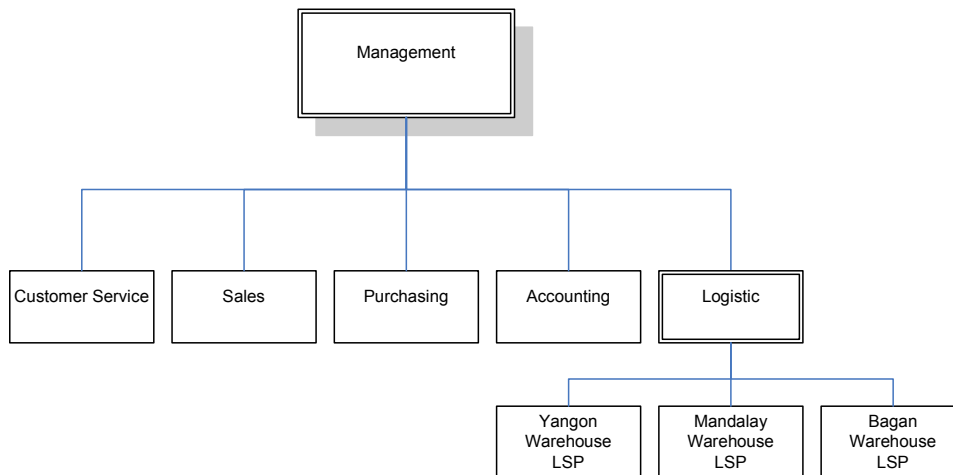 Management
Customer Service
Sales
Purchasing
Accounting
Logistic
Yangon
Warehouse
LSP
Mandalay
Warehouse
LSP
Bagan
Warehouse
LSP